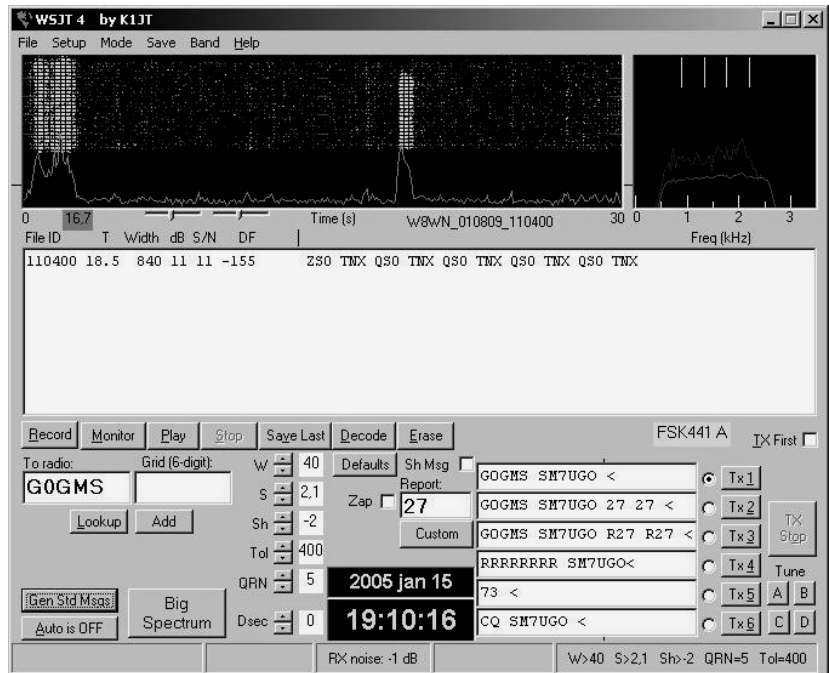 WSJT 4 by K1JT
File Setup Mode Save Band Help
0 16,7 Time (s) W8WN_010809_110400 30 0 1 2 3
Freq (kHz)
File ID T Width dB S/N DF
110400 18.5 840 11 11 -155 ZSO TNX QSO TNX QSO TNX QSO TNX QSO TNX
Record Monitor Play Stop Save Last Decode Erase FSK441 A TX First
To radio: Grid (6-digit): W 40 Defaults Sh Msg
G0GMS S 2,1 Zap Report: 27
Lookup Add Sh -2 Custom
Tol 400
QRN 5
Gen Std Msgs Big Spectrum
Auto is OFF Dsec 0
2005 jan 15
19:10:16
G0GMS SM7UGO < Tx1
G0GMS SM7UGO 27 27 < Tx2
G0GMS SM7UGO R27 R27 < Tx3
RRRRRRRR SM7UGO< Tx4
73 < Tx5
CQ SM7UGO < Tx6
TX Stop
Tune
A B
C D
RX noise: -1 dB W>40 S>2,1 Sh>-2 QRN=5 Tol=400